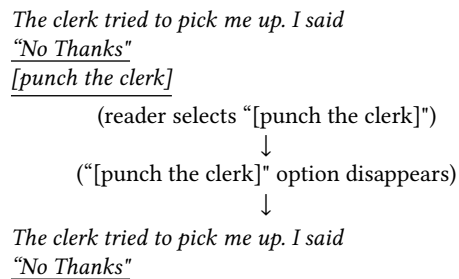 The clerk tried to pick me up. I said
“No Thanks"
[punch the clerk]
(reader selects “[punch the clerk]")
↓
(“[punch the clerk]" option disappears)
↓
The clerk tried to pick me up. I said
“No Thanks"